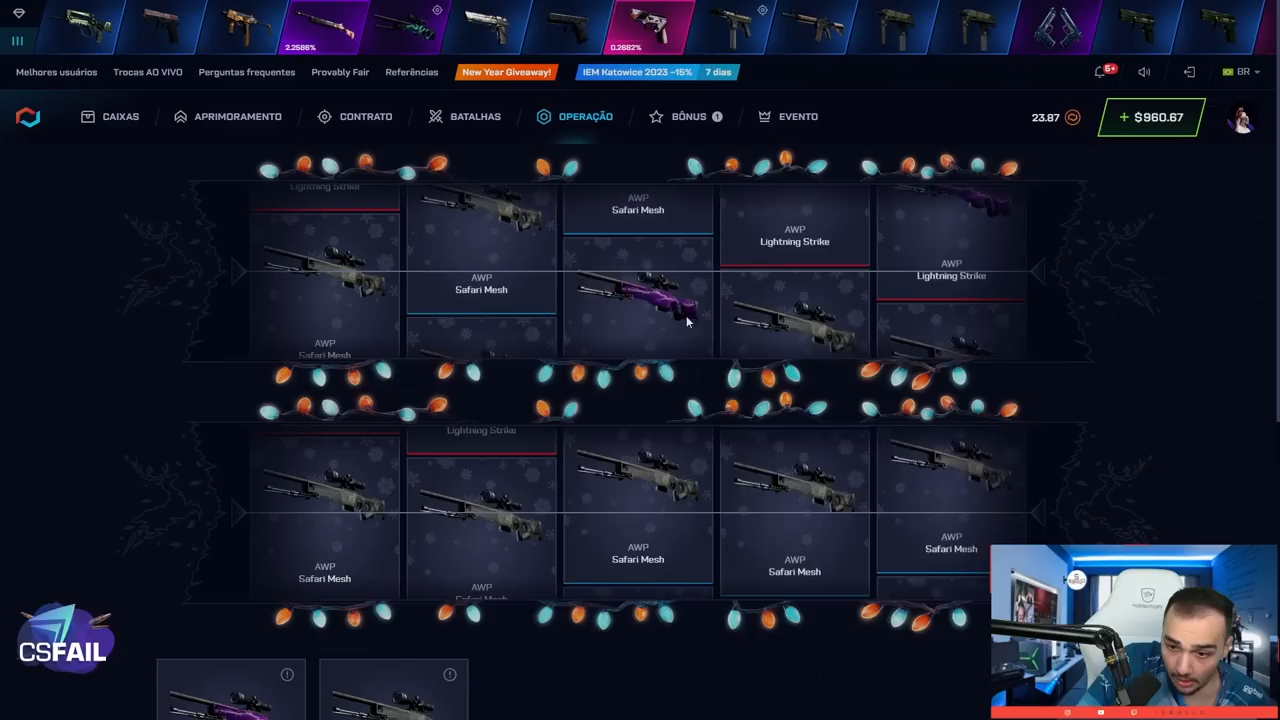 2.2586%
0.2682%
Melhores usuários
Trocas AO VIVO
Perguntas frequentes
Provably Fair
Referências
New Year Giveaway!
IEM Katowice 2023 -15%
7 dias
5+
BR
CAIXAS
APRIMORAMENTO
CONTRATO
BATALHAS
OPERAÇÃO
BÔNUS
1
EVENTO
23.87
+ $960.67
Lightning Strike
AWP
Safari Mesh
AWP
Lightning Strike
AWP
Lightning Strike
AWP
Safari Mesh
AWP
Safari Mesh
Lightning Strike
AWP
Safari Mesh
AWP
Safari Mesh
AWP
Safari Mesh
AWP
Safari Mesh
AWP
Safari Mesh
CSFAIL